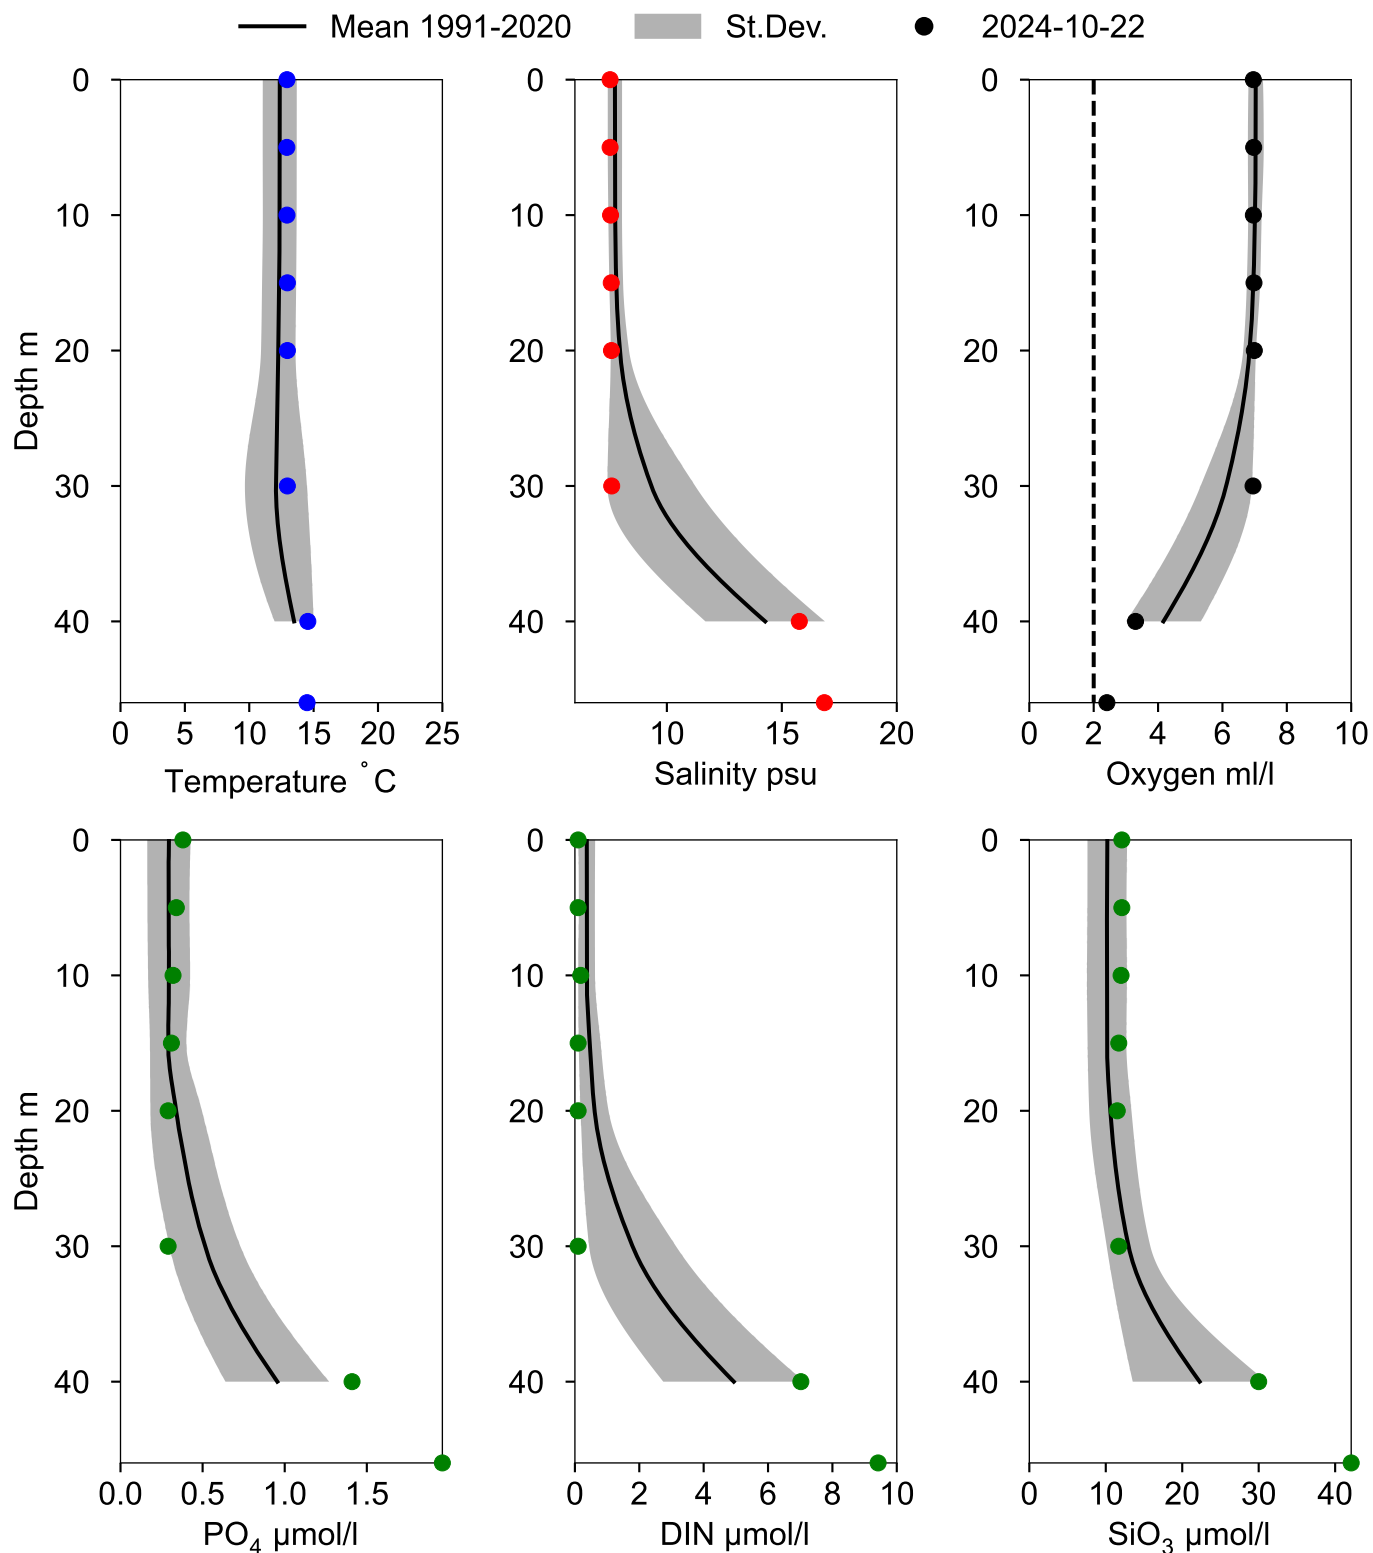 Mean 1991-2020 St.Dev. 2024-10-22
0 0 0
10 10 10
20 20 20
30 30 30
40 40 40
Depth m
0 5 10 15 20 25 10 15 20 0 2 4 6 8 10
Temperature ˚C Salinity psu Oxygen ml/l
0 0 0
10 10 10
20 20 20
30 30 30
40 40 40
Depth m
0.0 0.5 1.0 1.5 0 2 4 6 8 10 0 10 20 30 40
PO₄ µmol/l DIN µmol/l SiO₃ µmol/l